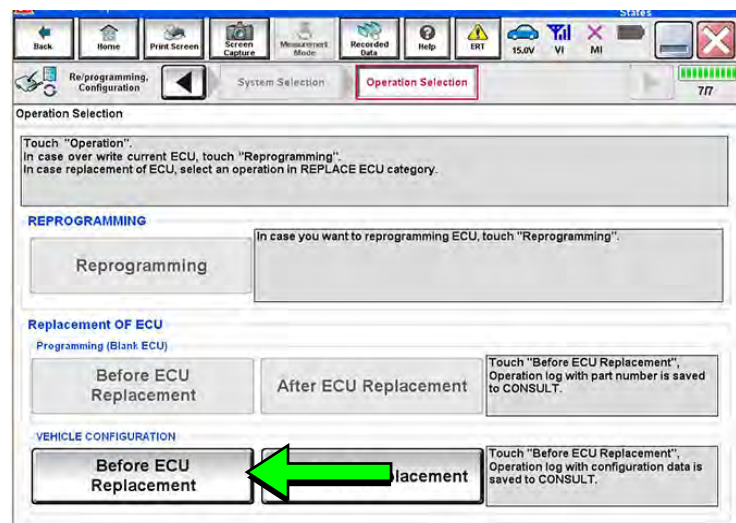 States
Back
Home
Print Screen
Screen
Capture
Measurement
Mode
Recorded
Data
Help
ERT
15.0V
VI
MI
Re/programming,
Configuration
System Selection
Operation Selection
7/7
Operation Selection
Touch "Operation".
In case over write current ECU, touch "Reprogramming".
In case replacement of ECU, select an operation in REPLACE ECU category.
REPROGRAMMING
Reprogramming
In case you want to reprogramming ECU, touch "Reprogramming".
Replacement OF ECU
Programming (Blank ECU)
Before ECU
Replacement
After ECU Replacement
Touch "Before ECU Replacement",
Operation log with part number is saved
to CONSULT.
VEHICLE CONFIGURATION
Before ECU
Replacement
lacement
Touch "Before ECU Replacement",
Operation log with configuration data is
saved to CONSULT.